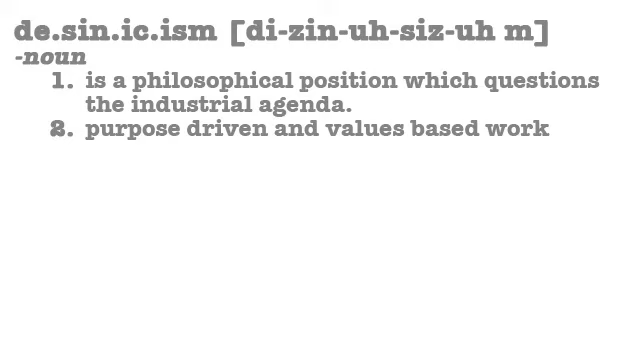 de.sin.ic.ism [di-zin-uh-siz-uh m]
-noun
1. is a philosophical position which questions
the industrial agenda.
2. purpose driven and values based work